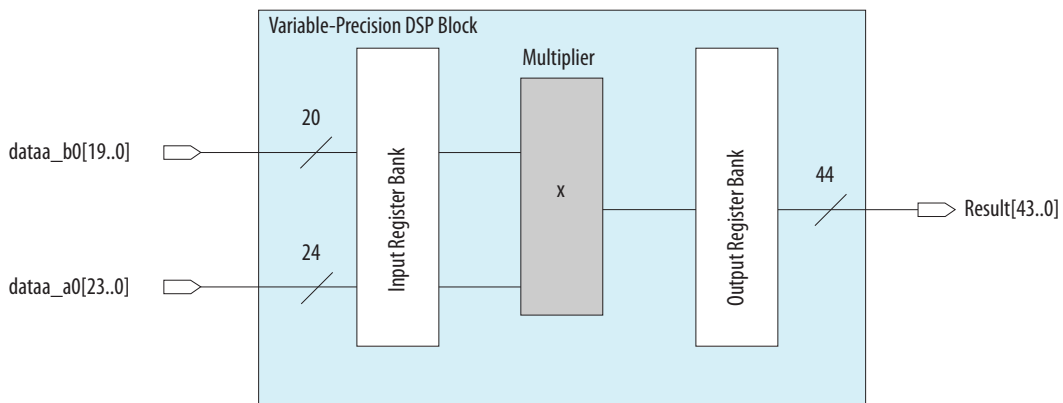 Variable-Precision DSP Block
Multiplier
20
dataa_b0[19..0]
44
Input Register Bank
x
Output Register Bank
Result[43..0]
24
dataa_a0[23..0]